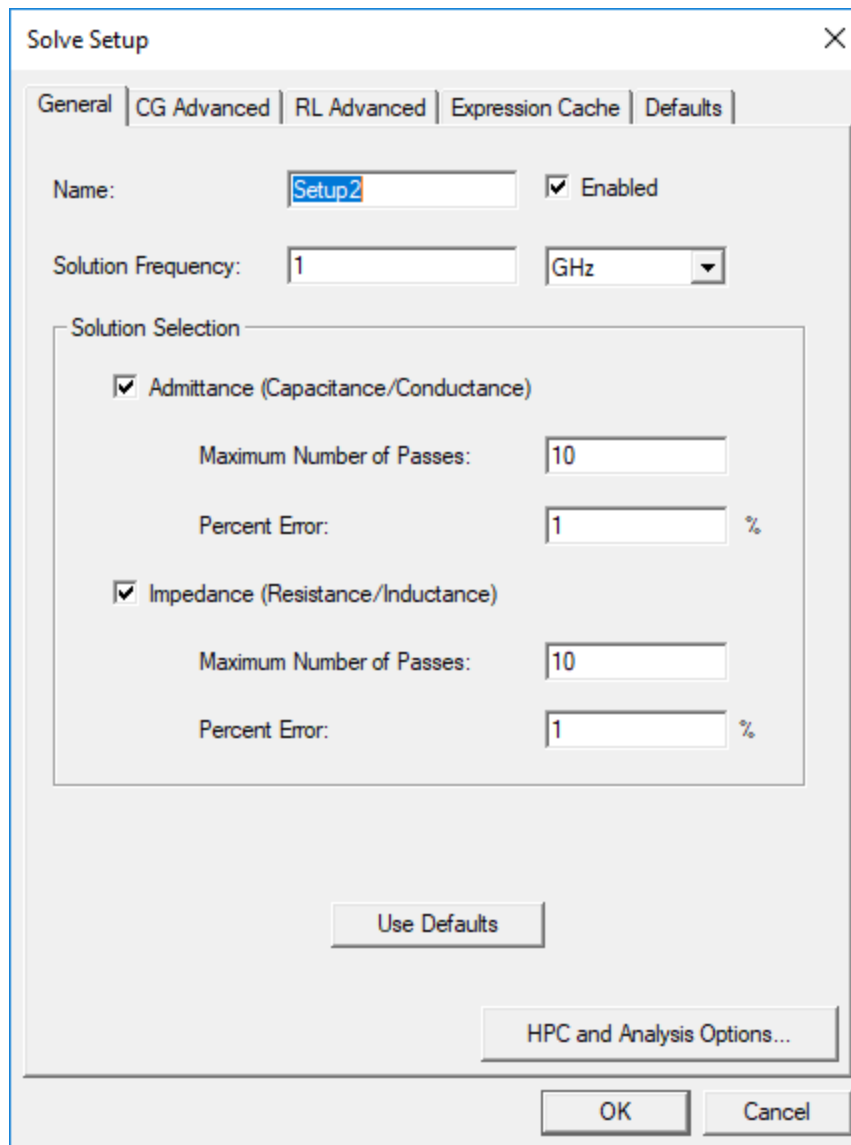 Solve Setup
General CG Advanced RL Advanced Expression Cache Defaults
Name: Setup2 Enabled
Solution Frequency: 1 GHz
Solution Selection
Admittance (Capacitance/Conductance)
Maximum Number of Passes: 10
Percent Error: 1 %
Impedance (Resistance/Inductance)
Maximum Number of Passes: 10
Percent Error: 1 %
Use Defaults
HPC and Analysis Options...
OK Cancel